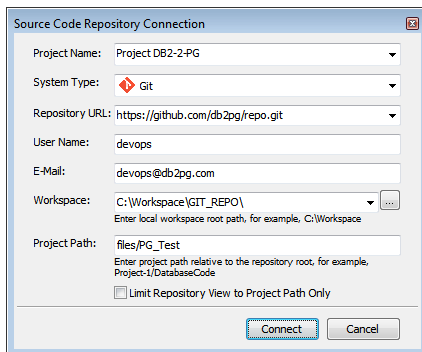 Source Code Repository Connection
Project Name: Project DB2-2-PG
System Type: Git
Repository URL: https://github.com/db2pg/repo.git
User Name: devops
E-Mail: devops@db2pg.com
Workspace: C:\Workspace\GIT_REPO\ ...
Enter local workspace root path, for example, C:\Workspace
Project Path: files/PG_Test
Enter project path relative to the repository root, for example,
Project-1/DatabaseCode
Limit Repository View to Project Path Only
Connect Cancel